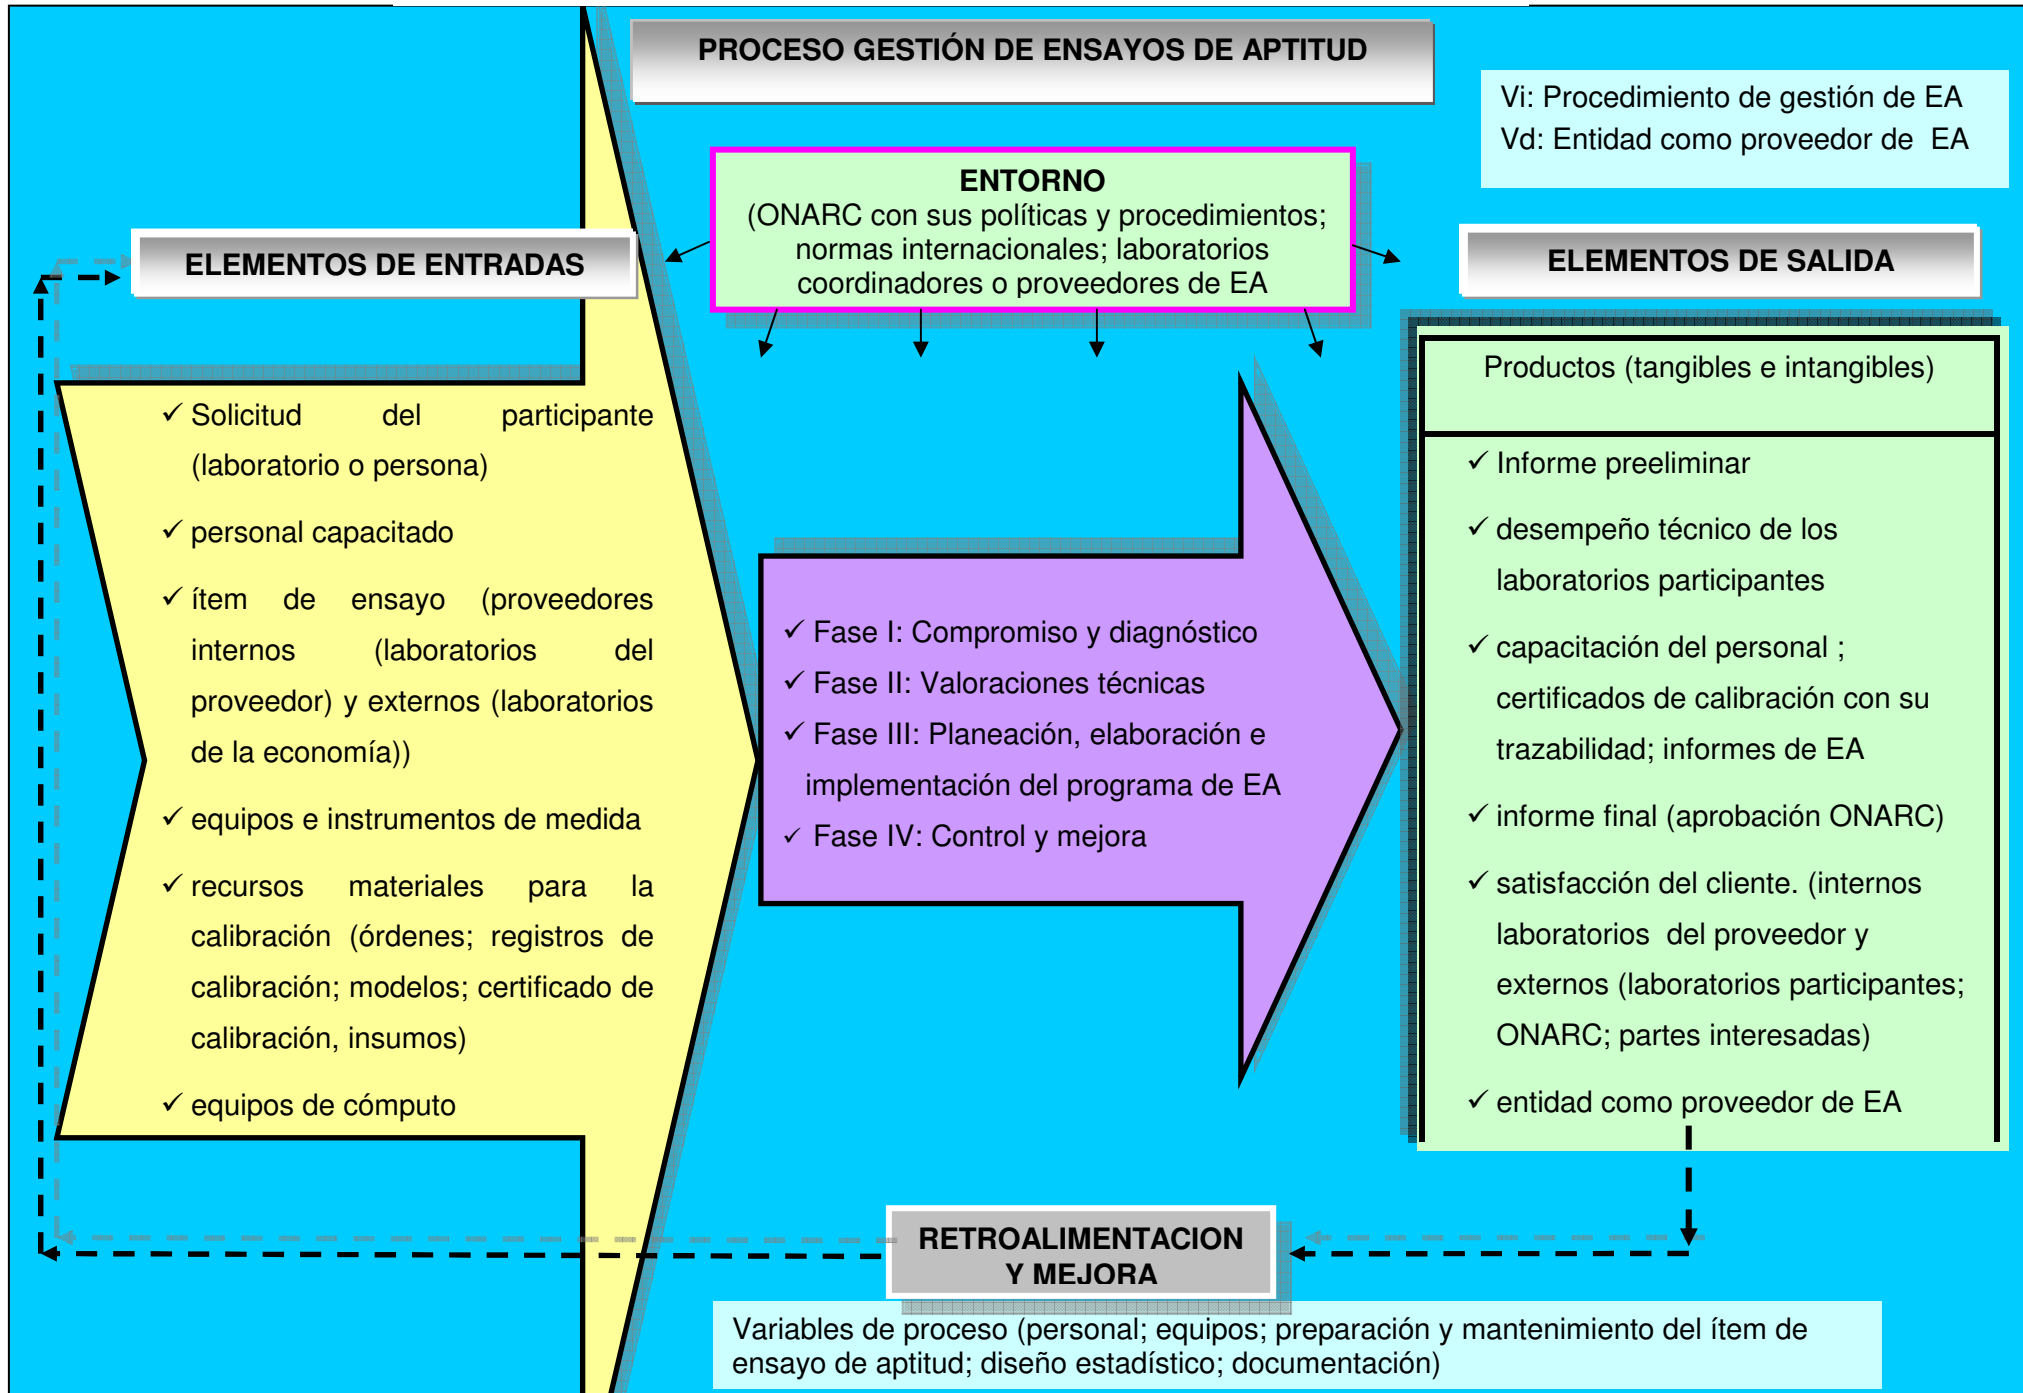 PROCESO GESTIÓN DE ENSAYOS DE APTITUD
Vi: Procedimiento de gestión de EA
Vd: Entidad como proveedor de EA
ENTORNO
(ONARC con sus políticas y procedimientos;
normas internacionales; laboratorios
coordinadores o proveedores de EA
ELEMENTOS DE ENTRADAS
✓ Solicitud del participante
(laboratorio o persona)
✓ personal capacitado
✓ ítem de ensayo (proveedores
internos (laboratorios del
proveedor) y externos (laboratorios
de la economía))
✓ equipos e instrumentos de medida
✓ recursos materiales para la
calibración (órdenes; registros de
calibración; modelos; certificado de
calibración, insumos)
✓ equipos de cómputo
✓ Fase I: Compromiso y diagnóstico
✓ Fase II: Valoraciones técnicas
✓ Fase III: Planeación, elaboración e
implementación del programa de EA
✓ Fase IV: Control y mejora
ELEMENTOS DE SALIDA
Productos (tangibles e intangibles)
✓ Informe preeliminar
✓ desempeño técnico de los
laboratorios participantes
✓ capacitación del personal ;
certificados de calibración con su
trazabilidad; informes de EA
✓ informe final (aprobación ONARC)
✓ satisfacción del cliente. (internos
laboratorios del proveedor y
externos (laboratorios participantes;
ONARC; partes interesadas)
✓ entidad como proveedor de EA
RETROALIMENTACION
Y MEJORA
Variables de proceso (personal; equipos; preparación y mantenimiento del ítem de
ensayo de aptitud; diseño estadístico; documentación)